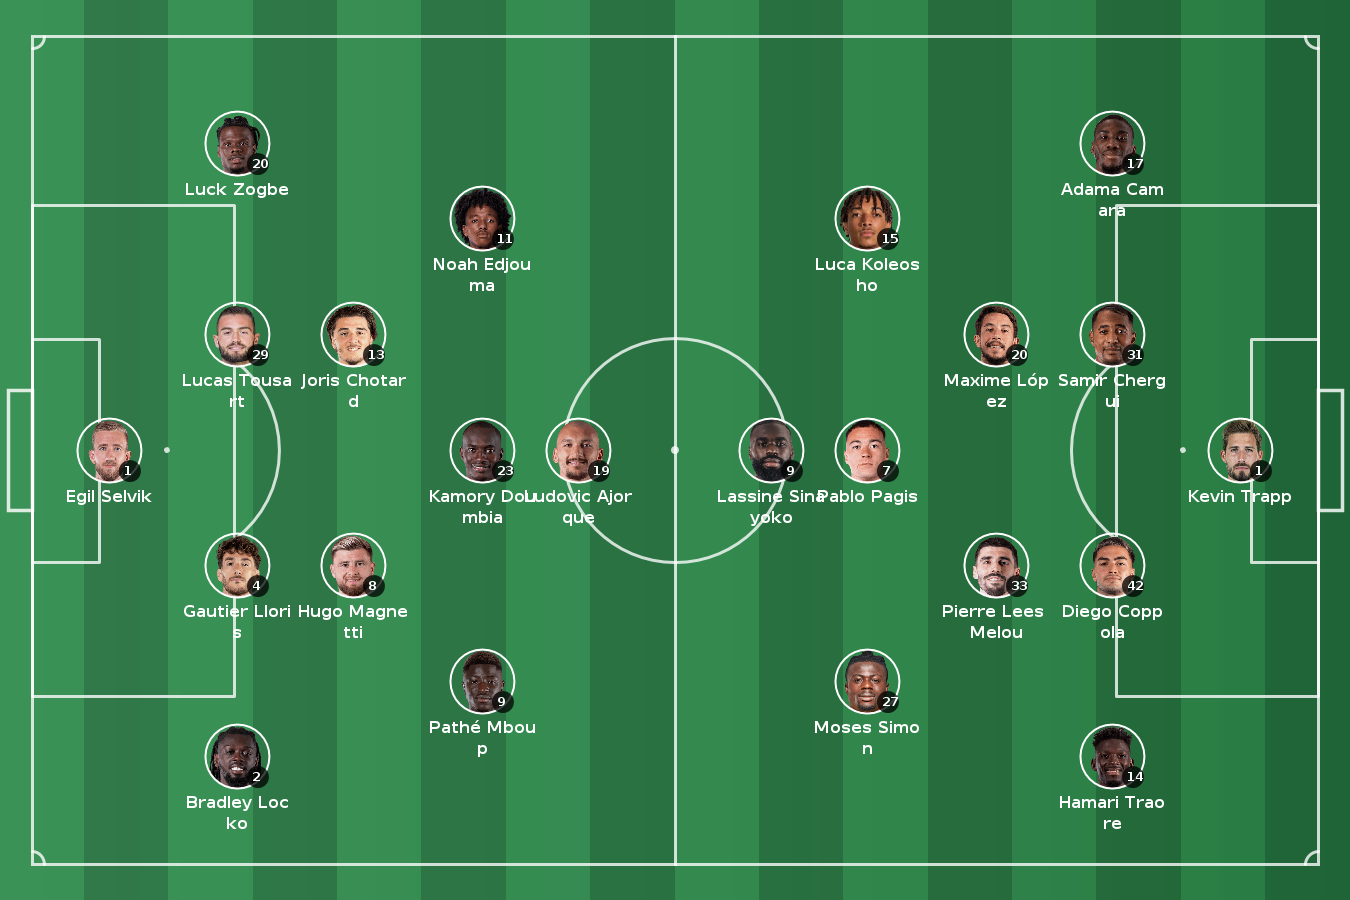 20
Luck Zogbe
17
Adama Cam
ara
11
Noah Edjou
ma
15
Luca Koleos
ho
29
Lucas Tousa
rt
13
Joris Chotar
d
20
Maxime Lóp
ez
31
Samir Cherg
ui
1
Egil Selvik
23
Kamory Dou
mbia
19
Ludovic Ajor
que
9
Lassine Sina
yoko
7
Pablo Pagis
1
Kevin Trapp
4
Gautier Llori
s
8
Hugo Magne
tti
33
Pierre Lees
Melou
42
Diego Copp
ola
9
Pathé Mbou
p
27
Moses Simo
n
2
Bradley Loc
ko
14
Hamari Trao
re